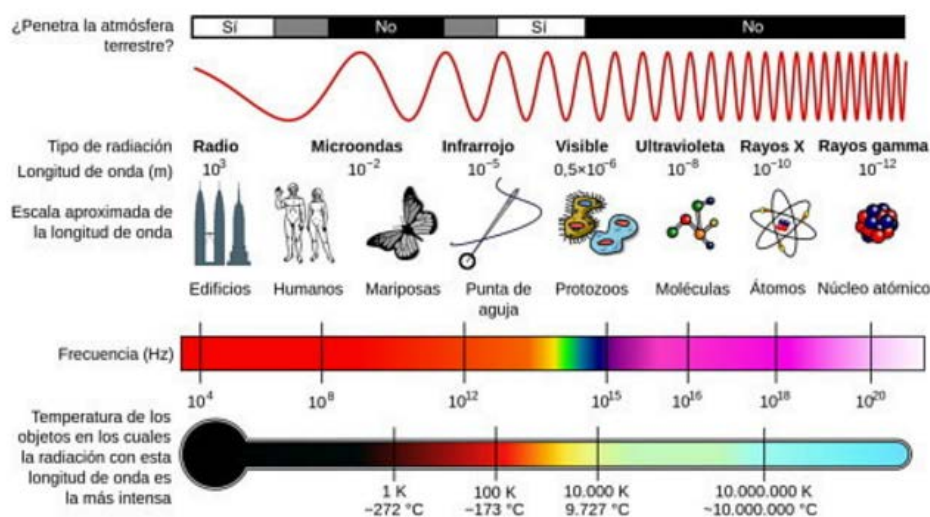 ¿Penetra la atmósfera
terrestre?
Sí No Sí No
Tipo de radiación Radio Microondas Infrarrojo Visible Ultravioleta Rayos X Rayos gamma
Longitud de onda (m) 10³ 10⁻² 10⁻⁵ 0,5×10⁻⁶ 10⁻⁸ 10⁻¹⁰ 10⁻¹²
Escala aproximada de
la longitud de onda
Edificios Humanos Mariposas Punta de Protozoos Moléculas Átomos Núcleo atómico
aguja
Frecuencia (Hz)
10⁴ 10⁸ 10¹² 10¹⁵ 10¹⁶ 10¹⁸ 10²⁰
Temperatura de los
objetos en los cuales
la radiación con esta
longitud de onda es
la más intensa
1 K 100 K 10.000 K 10.000.000 K
−272 °C −173 °C 9.727 °C ~10.000.000 °C